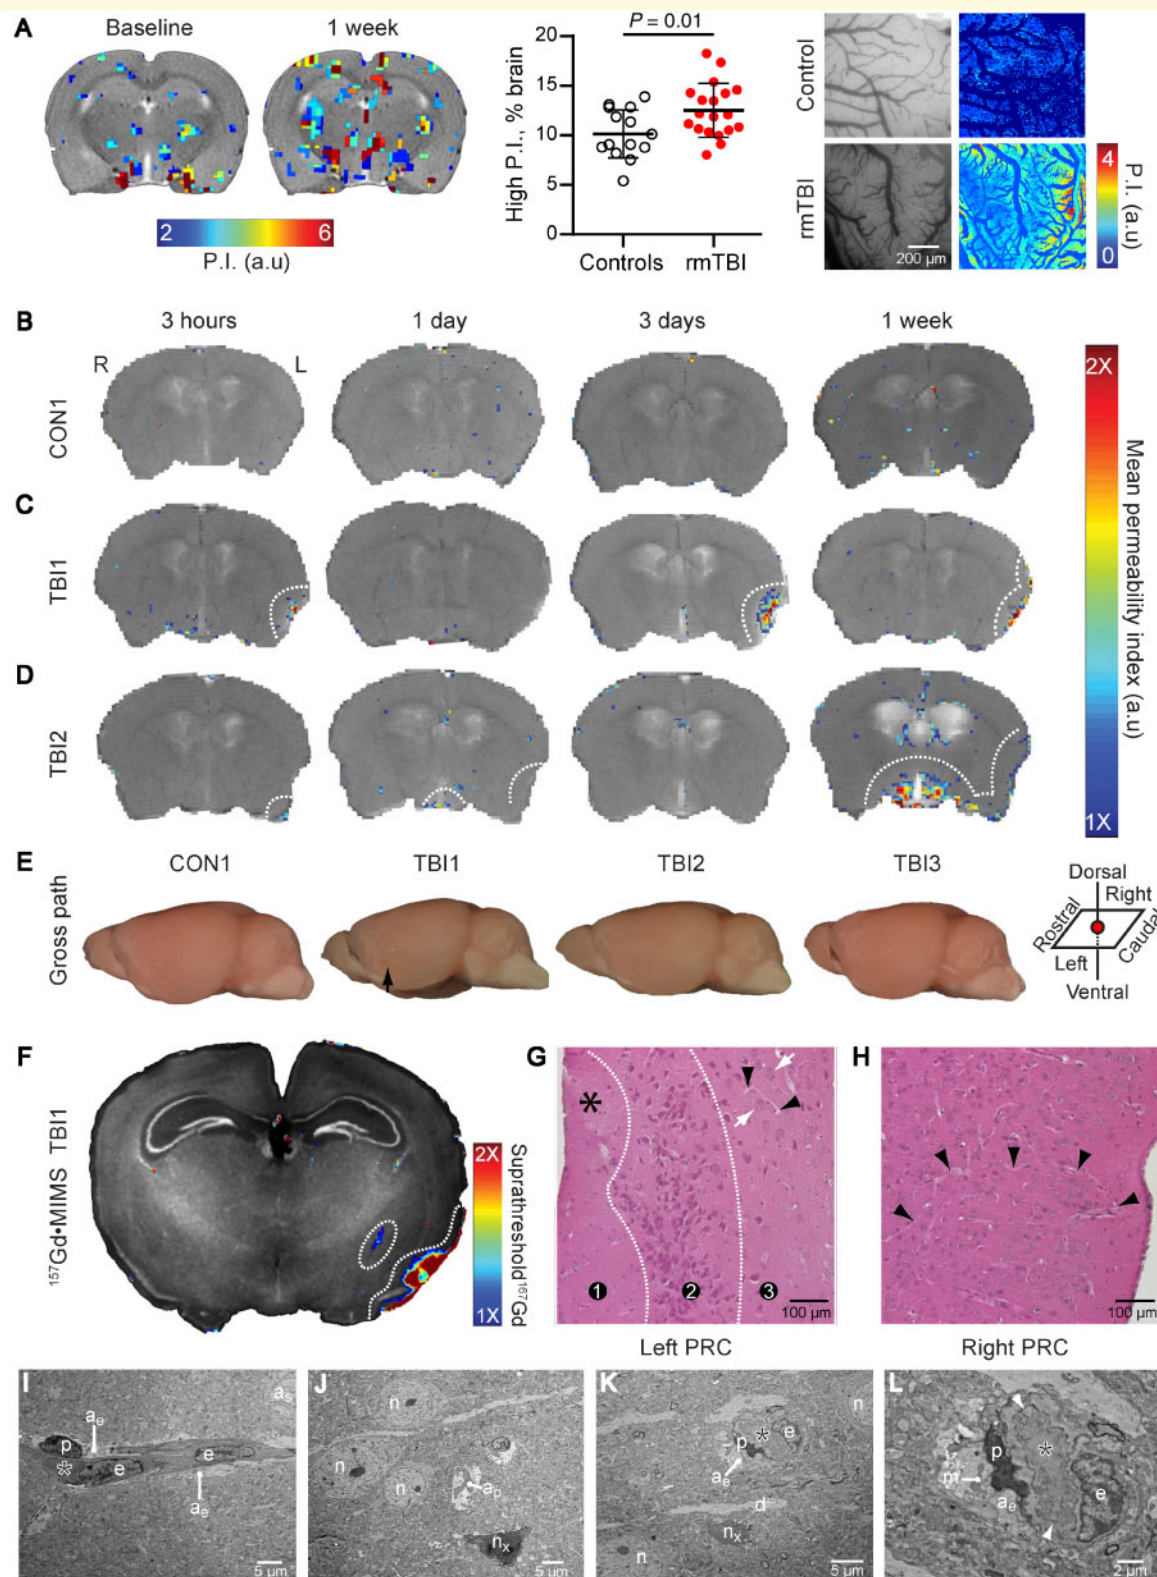 A
Baseline
1 week
2
6
P.I. (a.u)
P = 0.01
High P.I., % brain
20
15
10
5
0
Controls
rmTBI
Control
rmTBI
200 µm
4
0
P.I. (a.u)
B
3 hours
1 day
3 days
1 week
R
L
CON1
C
TBI1
D
TBI2
2X
1X
Mean permeability index (a.u)
E
Gross path
CON1
TBI1
TBI2
TBI3
Dorsal
Right
Rostral
Caudal
Left
Ventral
F
157Gd•MIMS TBI1
2X
1X
Suprathreshold 157Gd
G
*
1
2
3
100 µm
H
100 µm
Left PRC
Right PRC
I
as
ae
p
*
e
e
ae
5 µm
J
n
n
n
ap
nx
5 µm
K
n
p
*
e
ae
d
nx
n
5 µm
L
p
*
m
ae
e
2 µm